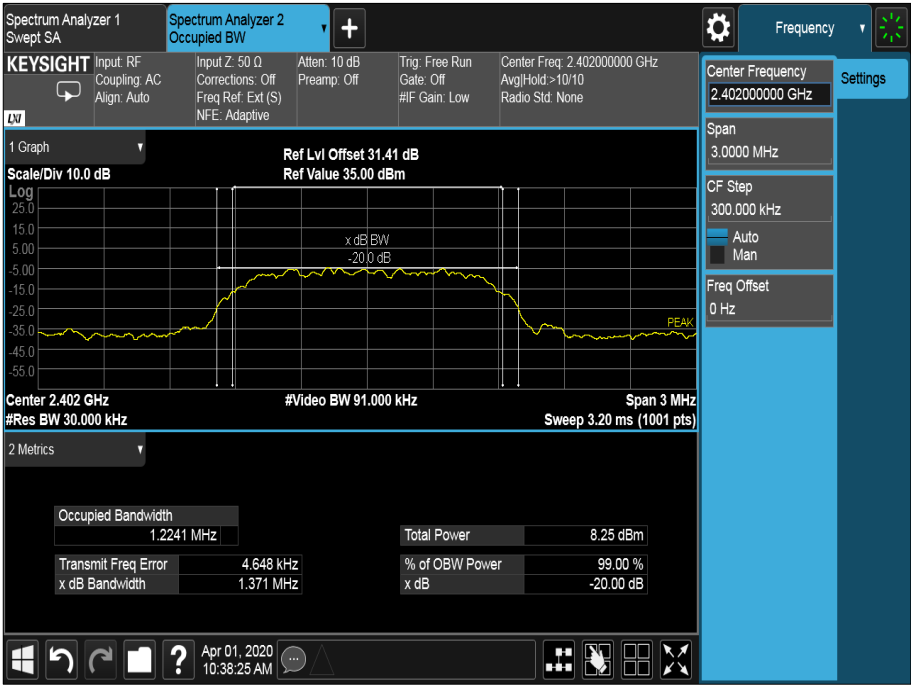 Spectrum Analyzer 1
Swept SA
Spectrum Analyzer 2
Occupied BW
Frequency
KEYSIGHT
LXI
Input: RF
Coupling: AC
Align: Auto
Input Z: 50 Ω
Corrections: Off
Freq Ref: Ext (S)
NFE: Adaptive
Atten: 10 dB
Preamp: Off
Trig: Free Run
Gate: Off
#IF Gain: Low
Center Freq: 2.402000000 GHz
Avg|Hold:>10/10
Radio Std: None
Center Frequency
2.402000000 GHz
Settings
Span
3.0000 MHz
CF Step
300.000 kHz
Auto
Man
Freq Offset
0 Hz
1 Graph
Scale/Div 10.0 dB
Ref Lvl Offset 31.41 dB
Ref Value 35.00 dBm
Log
25.0
15.0
5.00
-5.00
-15.0
-25.0
-35.0
-45.0
-55.0
x dB BW
-20.0 dB
PEAK
Center 2.402 GHz
#Video BW 91.000 kHz
Span 3 MHz
#Res BW 30.000 kHz
Sweep 3.20 ms (1001 pts)
2 Metrics
Occupied Bandwidth
1.2241 MHz
Total Power 8.25 dBm
Transmit Freq Error 4.648 kHz
% of OBW Power 99.00 %
x dB Bandwidth 1.371 MHz
x dB -20.00 dB
?
Apr 01, 2020
10:38:25 AM